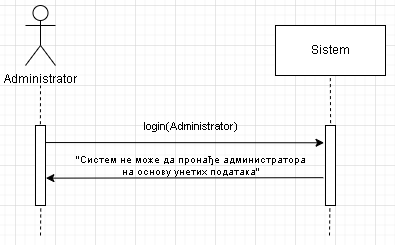 Administrator
Sistem
login(Administrator)
"Систем не може да пронађе администратора
на основу унетих података"